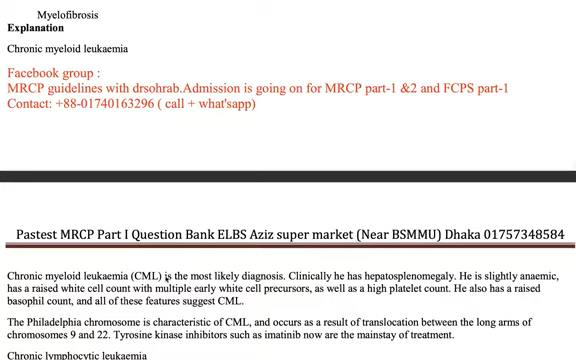 Myelofibrosis
Explanation
Chronic myeloid leukaemia
Facebook group :
MRCP guidelines with drsohrab.Admission is going on for MRCP part-1 &2 and FCPS part-1
Contact: +88-01740163296 ( call + what'sapp)
Pastest MRCP Part I Question Bank ELBS Aziz super market (Near BSMMU) Dhaka 01757348584
Chronic myeloid leukaemia (CML) is the most likely diagnosis. Clinically he has hepatosplenomegaly. He is slightly anaemic,
has a raised white cell count with multiple early white cell precursors, as well as a high platelet count. He also has a raised
basophil count, and all of these features suggest CML.
The Philadelphia chromosome is characteristic of CML, and occurs as a result of translocation between the long arms of
chromosomes 9 and 22. Tyrosine kinase inhibitors such as imatinib now are the mainstay of treatment.
Chronic lymphocytic leukaemia